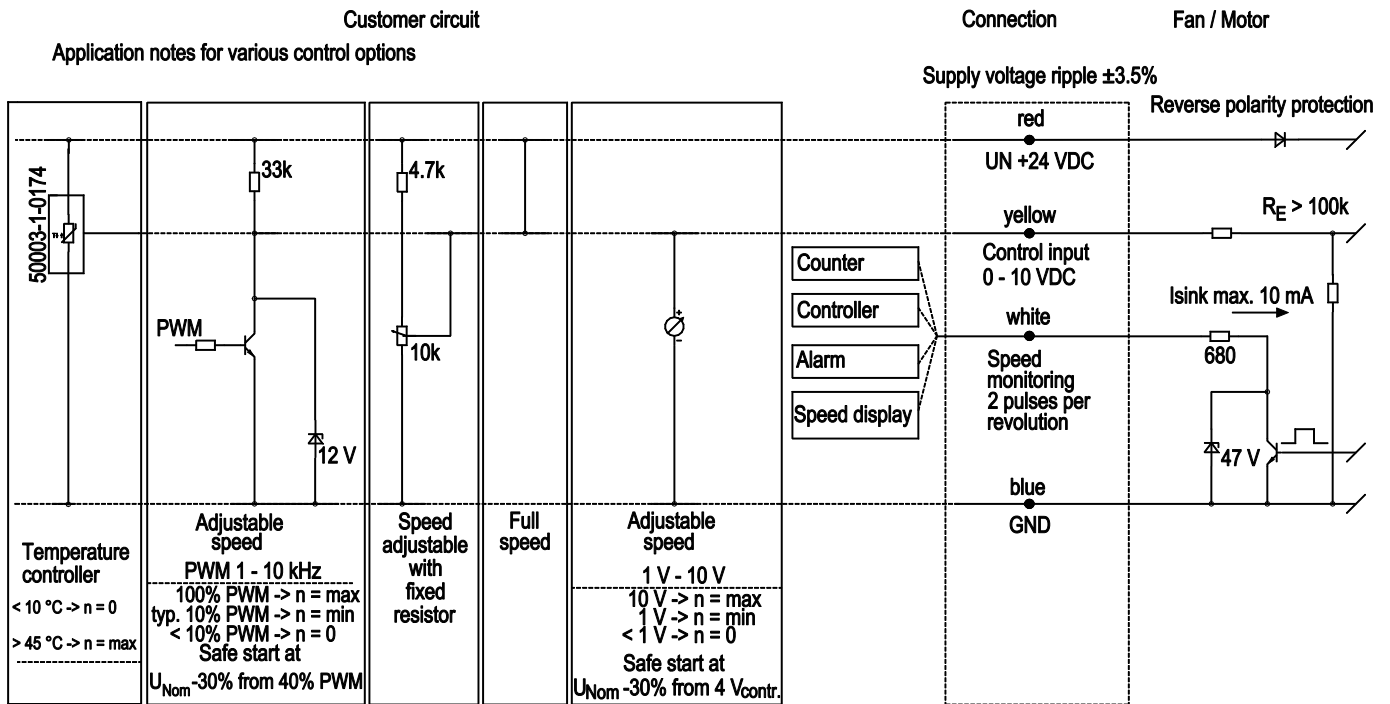 Customer circuit
Connection
Fan / Motor
Application notes for various control options
Supply voltage ripple ±3.5%
Reverse polarity protection
red
UN +24 VDC
33k
4.7k
50003-1-0174
yellow
RE > 100k
Control input
0 - 10 VDC
Counter
Controller
Alarm
Speed display
Isink max. 10 mA
white
680
PWM
+
-
10k
Speed
monitoring
2 pulses per
revolution
12 V
47 V
blue
GND
Temperature
controller
< 10 °C -> n = 0
> 45 °C -> n = max
Adjustable
speed
PWM 1 - 10 kHz
100% PWM -> n = max
typ. 10% PWM -> n = min
< 10% PWM -> n = 0
Safe start at
UNom-30% from 40% PWM
Speed
adjustable
with
fixed
resistor
Full
speed
Adjustable
speed
1 V - 10 V
10 V -> n = max
1 V -> n = min
< 1 V -> n = 0
Safe start at
UNom -30% from 4 Vcontr.